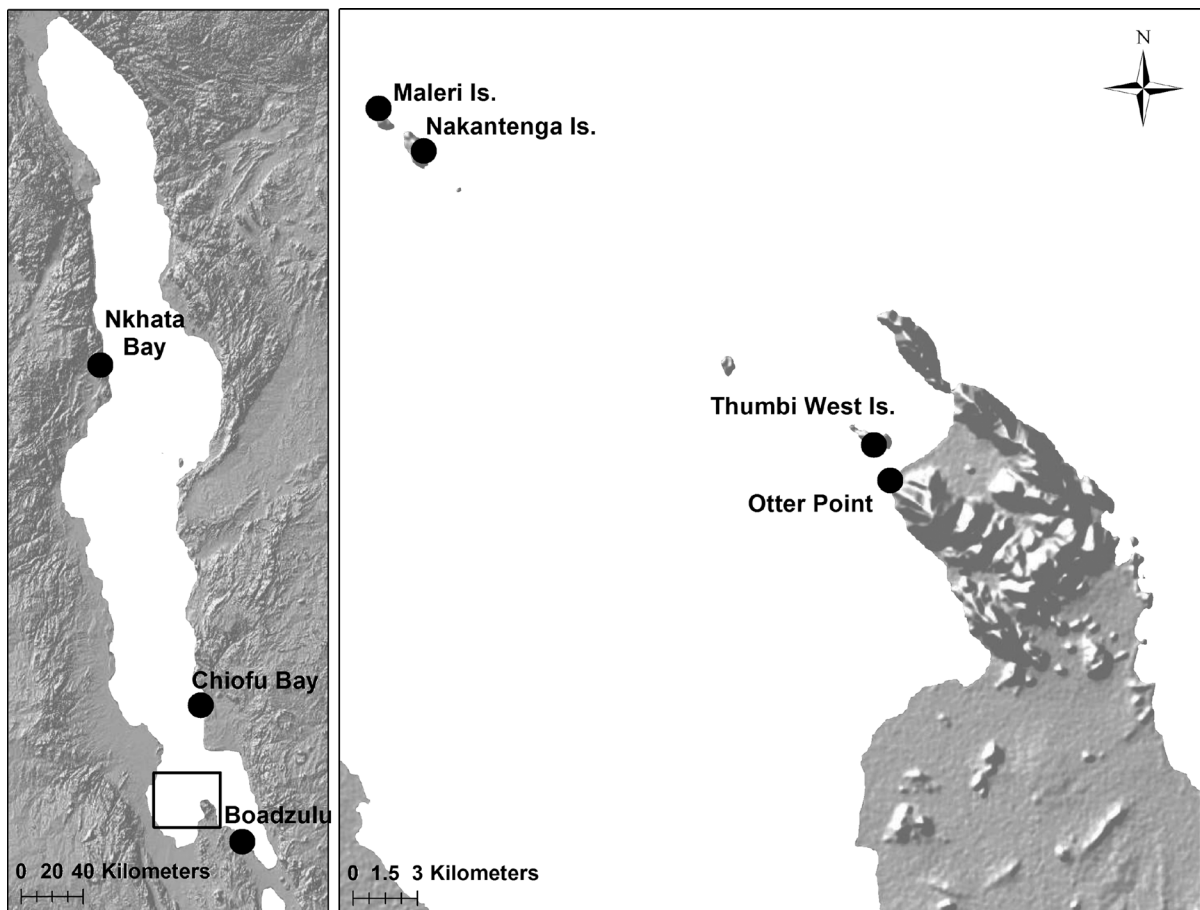 Nkhata
Bay
Chiofu Bay
Boadzulu
0 20 40 Kilometers
N
Maleri Is.
Nakantenga Is.
Thumbi West Is.
Otter Point
0 1.5 3 Kilometers